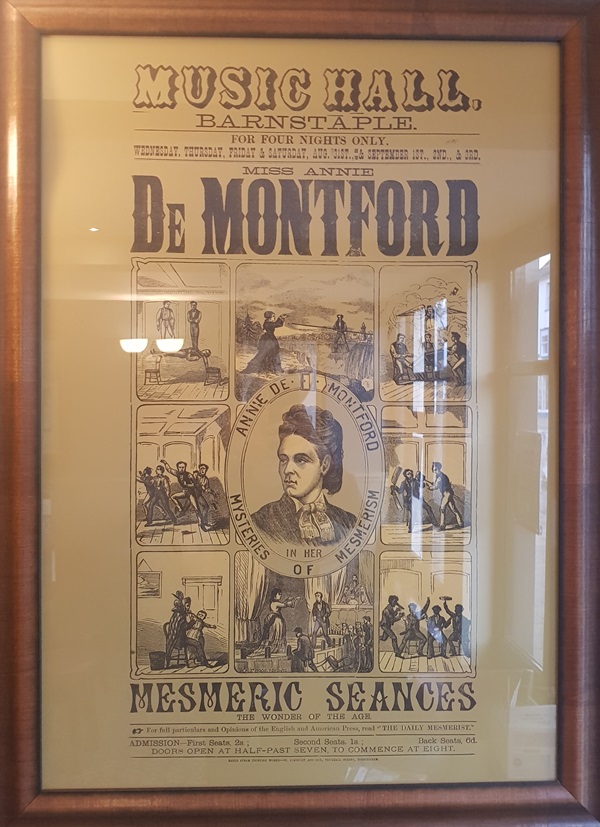 MUSIC HALL,
BARNSTAPLE.
FOR FOUR NIGHTS ONLY,
WEDNESDAY, THURSDAY, FRIDAY & SATURDAY, AUG. 31ST., & SEPTEMBER 1ST., 2ND., & 3RD.
MISS ANNIE
DE MONTFORD
ANNIE DE MONTFORD
IN HER
MYSTERIES OF MESMERISM
MESMERIC SEANCES
THE WONDER OF THE AGE.
For full particulars and Opinions of the English and American Press, read "THE DAILY MESMERIST."
ADMISSION—First Seats, 2s.; Second Seats, 1s.; Back Seats, 6d.
DOORS OPEN AT HALF-PAST SEVEN, TO COMMENCE AT EIGHT.